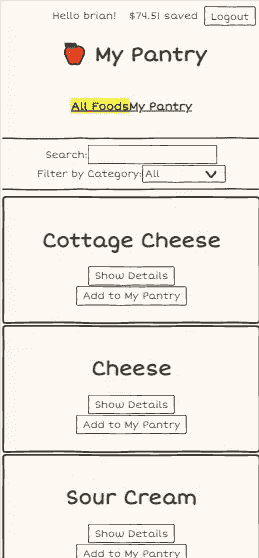 Hello brian! $74.51 saved Logout
My Pantry
All Foods My Pantry
Search:
Filter by Category: All
Cottage Cheese
Show Details
Add to My Pantry
Cheese
Show Details
Add to My Pantry
Sour Cream
Show Details
Add to My Pantry